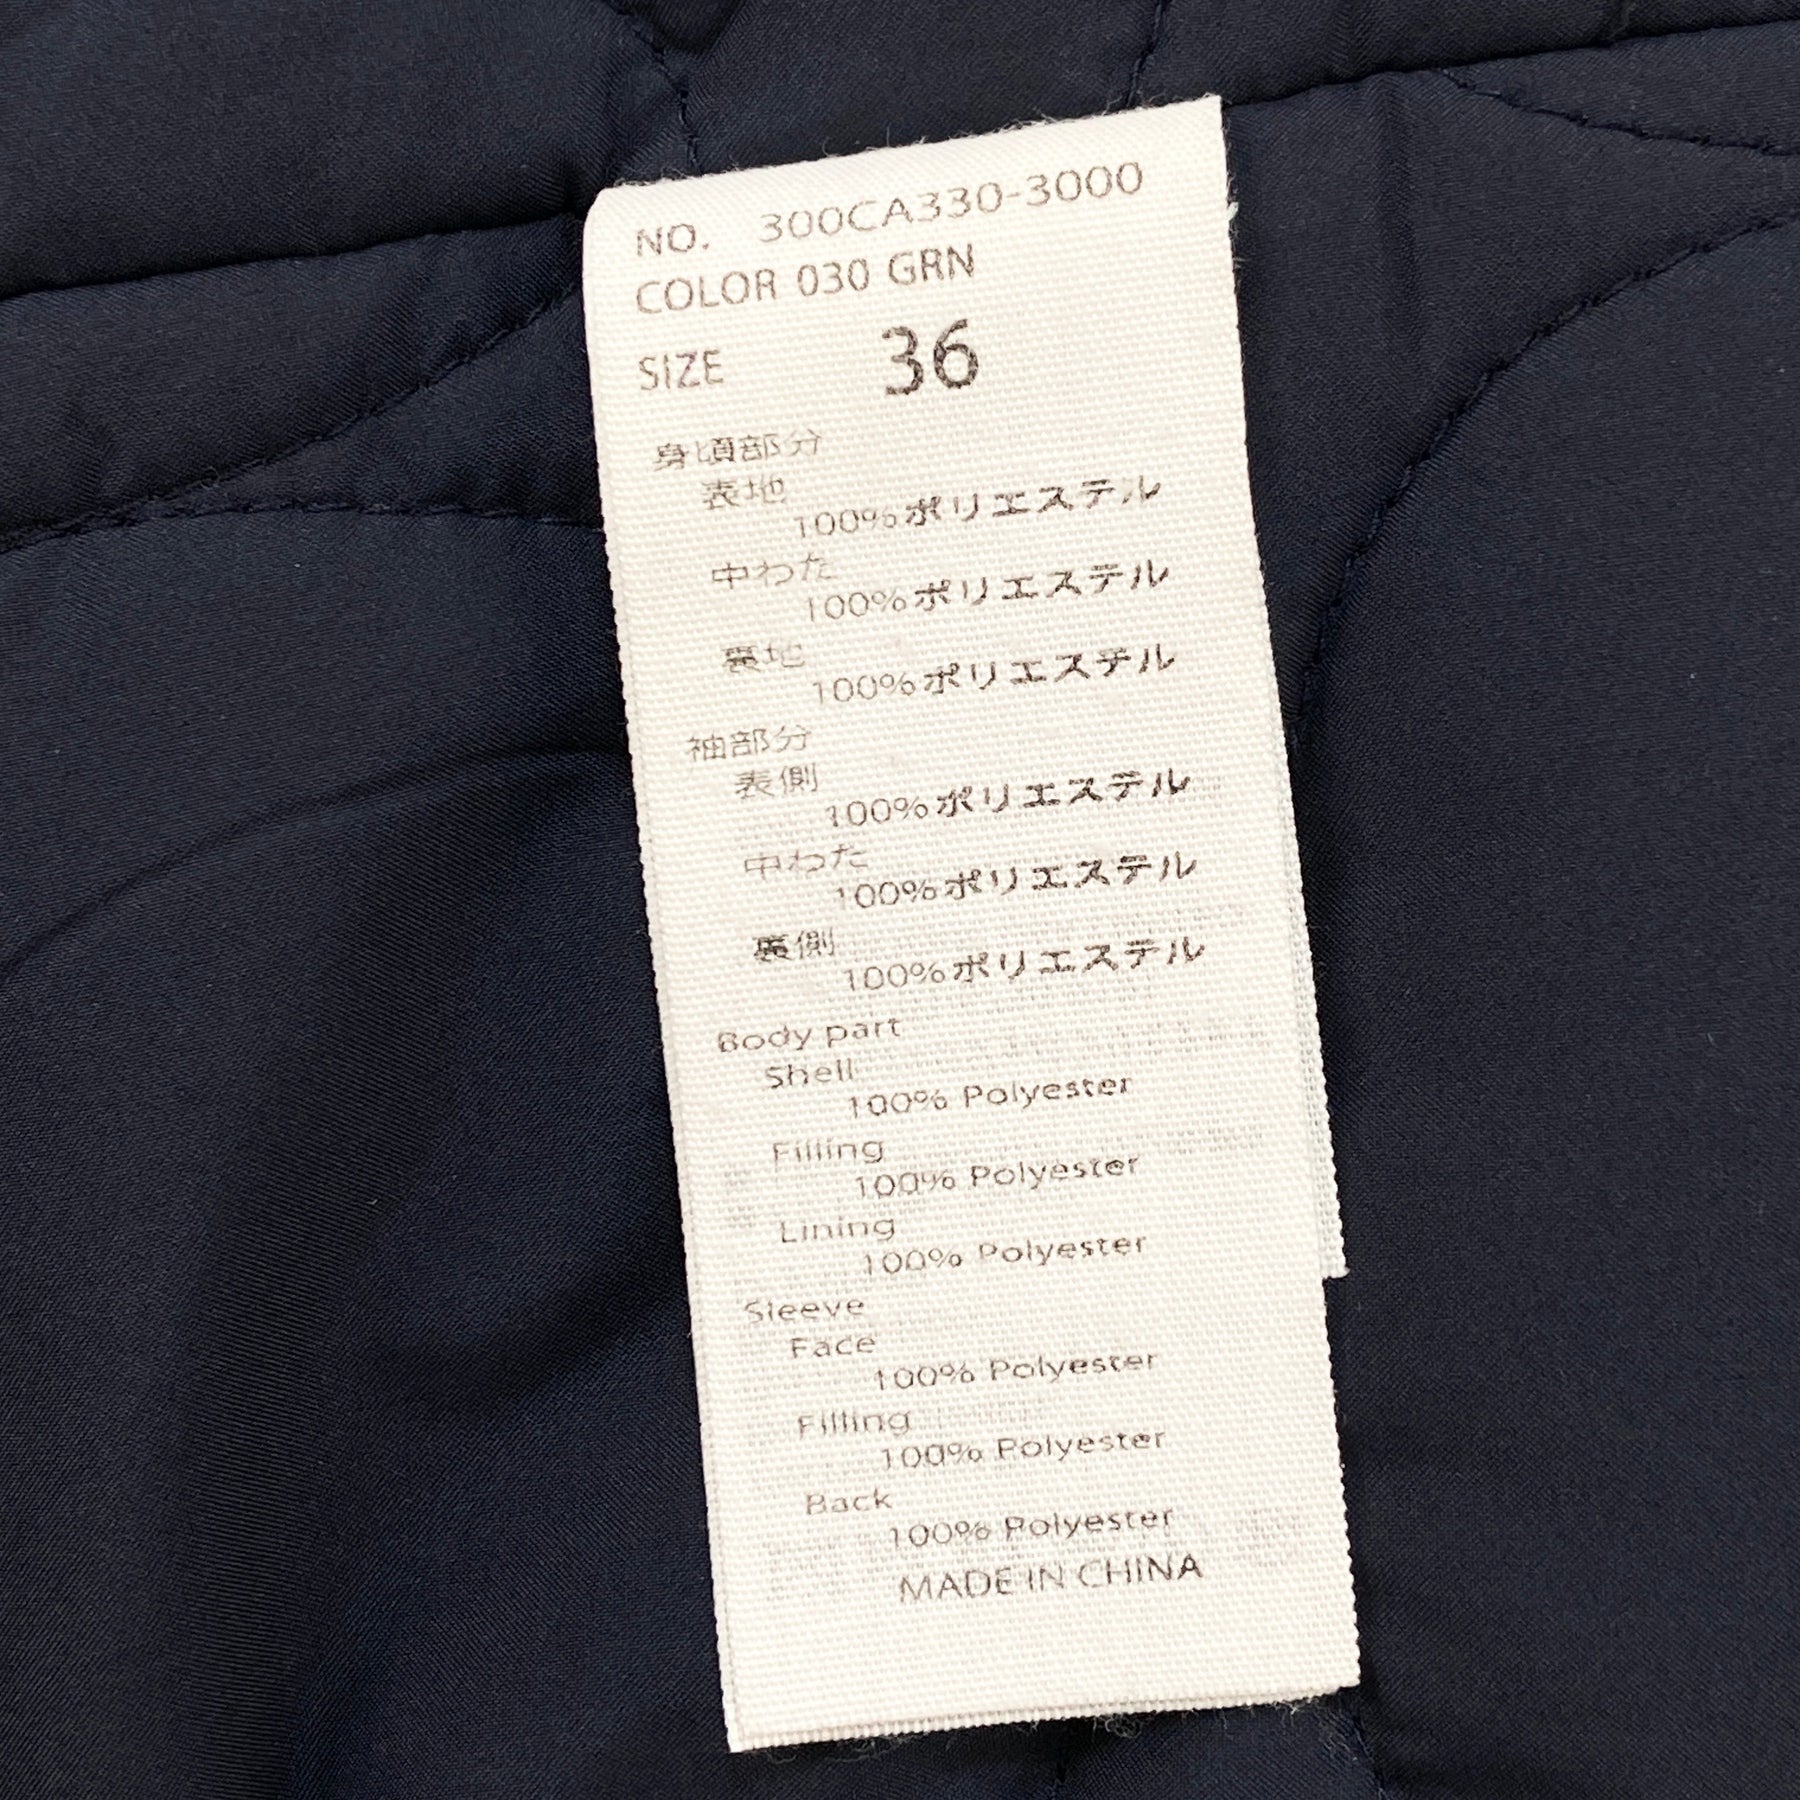 NO. 300CA330-3000
COLOR 030 GRN
SIZE 36
身頃部分
表地
100%ポリエステル
中わた
100%ポリエステル
裏地
100%ポリエステル
袖部分
表側
100%ポリエステル
中わた
100%ポリエステル
裏側
100%ポリエステル
Body part
Shell
100% Polyester
Filling
100% Polyester
Lining
100% Polyester
Sleeve
Face
100% Polyester
Filling
100% Polyester
Back
100% Polyester
MADE IN CHINA